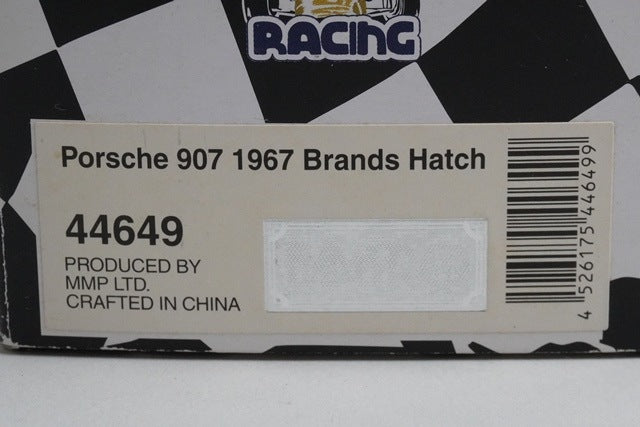 RACING
Porsche 907 1967 Brands Hatch
44649
PRODUCED BY
MMP LTD.
CRAFTED IN CHINA
4 526175 446499